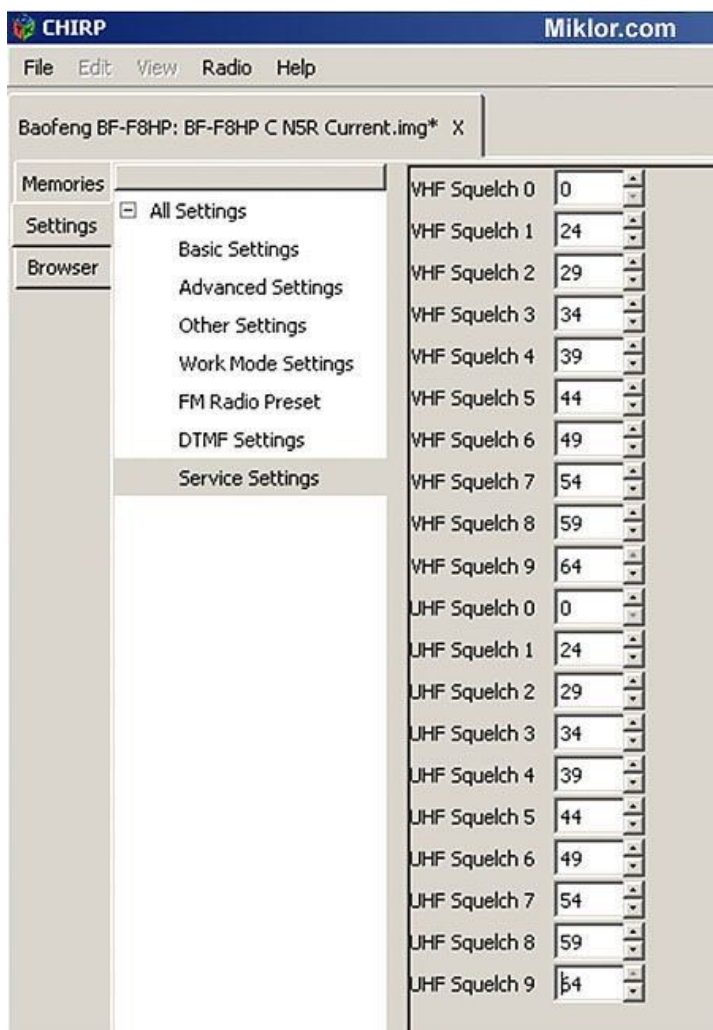 CHIRP Miklor.com
File Edit View Radio Help
Baofeng BF-F8HP: BF-F8HP C N5R Current.img* X
Memories
Settings
Browser
All Settings
Basic Settings
Advanced Settings
Other Settings
Work Mode Settings
FM Radio Preset
DTMF Settings
Service Settings
VHF Squelch 0 0
VHF Squelch 1 24
VHF Squelch 2 29
VHF Squelch 3 34
VHF Squelch 4 39
VHF Squelch 5 44
VHF Squelch 6 49
VHF Squelch 7 54
VHF Squelch 8 59
VHF Squelch 9 64
UHF Squelch 0 0
UHF Squelch 1 24
UHF Squelch 2 29
UHF Squelch 3 34
UHF Squelch 4 39
UHF Squelch 5 44
UHF Squelch 6 49
UHF Squelch 7 54
UHF Squelch 8 59
UHF Squelch 9 64